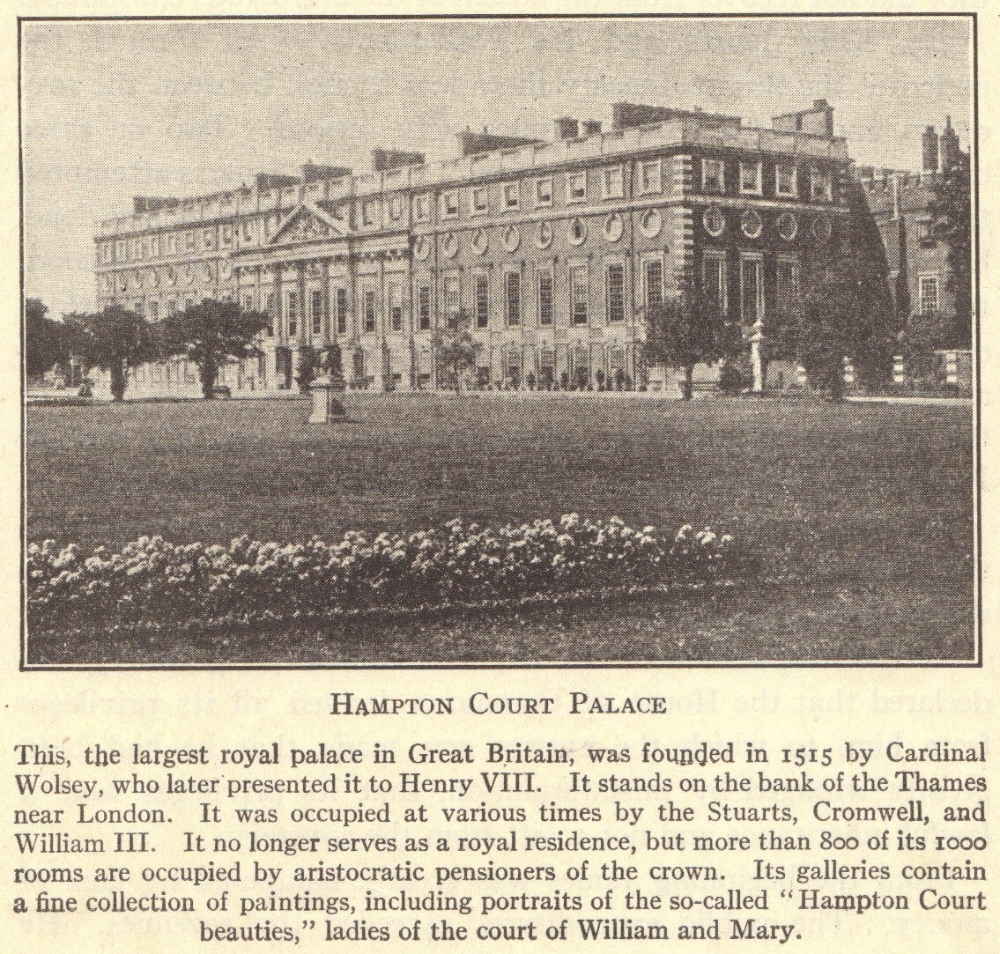 Hampton Court Palace
This, the largest royal palace in Great Britain, was founded in 1515 by Cardinal
Wolsey, who later presented it to Henry VIII. It stands on the bank of the Thames
near London. It was occupied at various times by the Stuarts, Cromwell, and
William III. It no longer serves as a royal residence, but more than 800 of its 1000
rooms are occupied by aristocratic pensioners of the crown. Its galleries contain
a fine collection of paintings, including portraits of the so-called “Hampton Court
beauties,” ladies of the court of William and Mary.